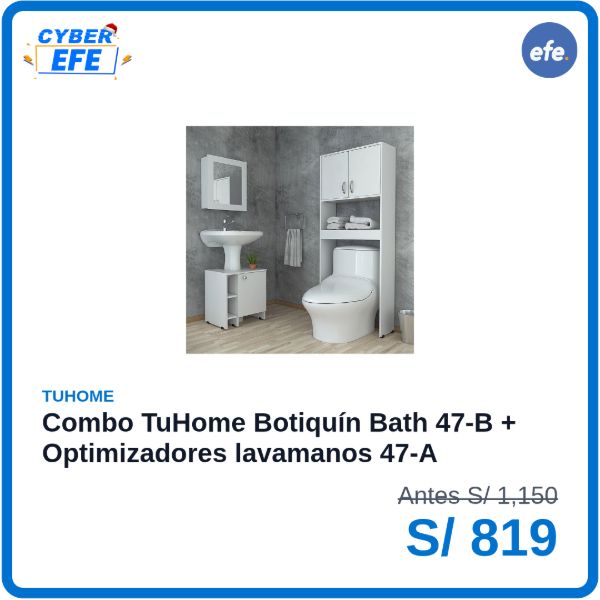 CYBER
EFE
efe.
TUHOME
Combo TuHome Botiquín Bath 47-B +
Optimizadores lavamanos 47-A
Antes S/ 1,150
S/ 819